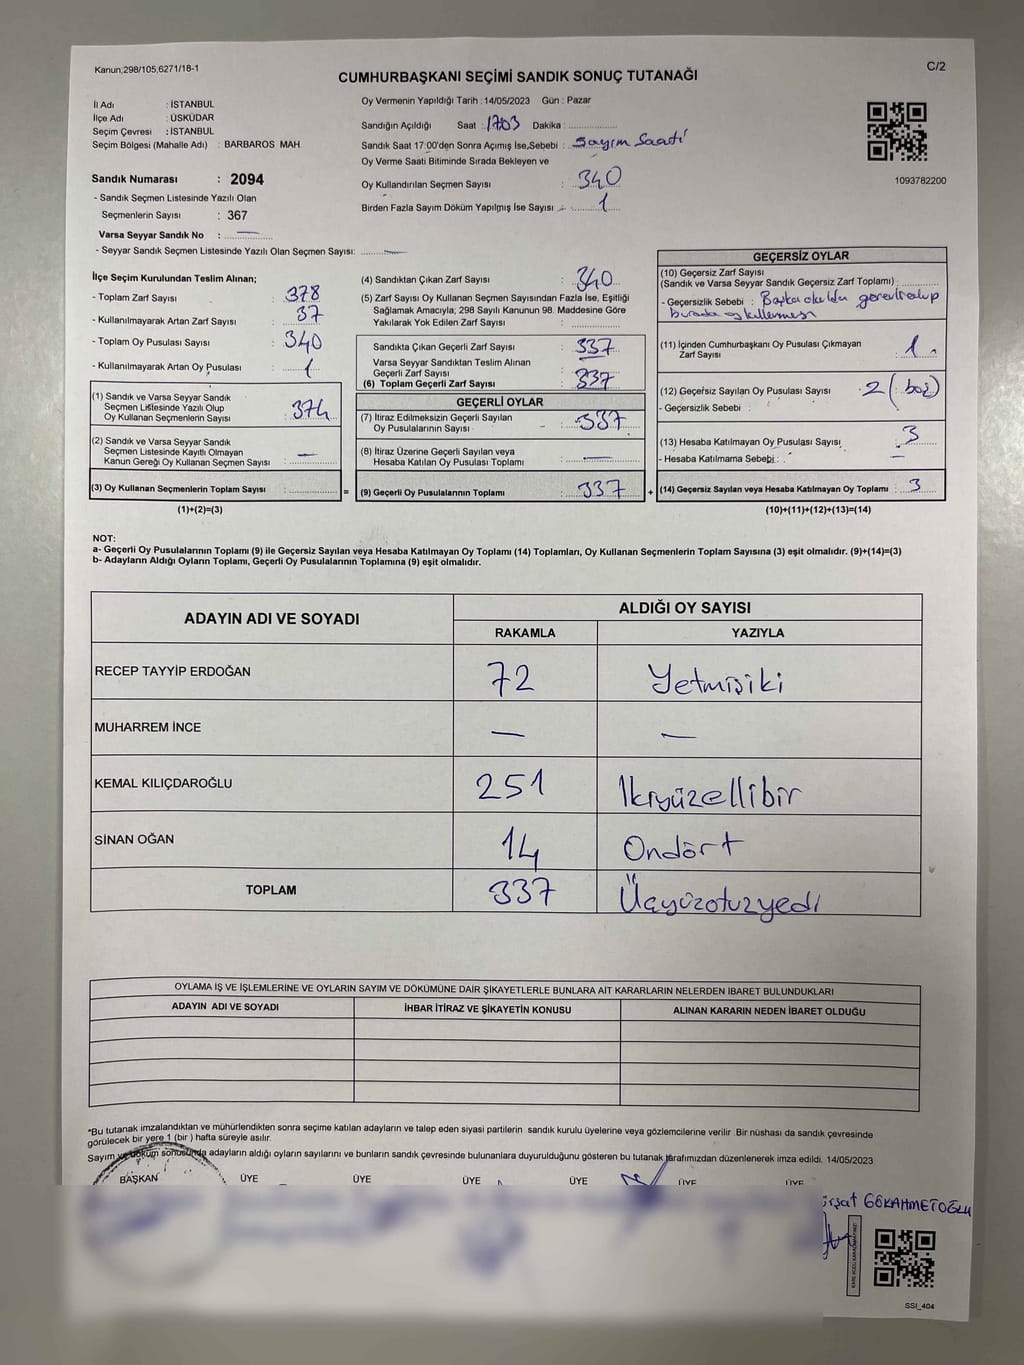 Kanun,298/105,6271/18-1
C/2
CUMHURBAŞKANI SEÇİMİ SANDIK SONUÇ TUTANAĞI
İl Adı : İSTANBUL
İlçe Adı : ÜSKÜDAR
Seçim Çevresi : İSTANBUL
Seçim Bölgesi (Mahalle Adı) : BARBAROS MAH.
Sandık Numarası : 2094
- Sandık Seçmen Listesinde Yazılı Olan
Seçmenlerin Sayısı : 367
Varsa Seyyar Sandık No : —
- Seyyar Sandık Seçmen Listesinde Yazılı Olan Seçmen Sayısı: —
Oy Vermenin Yapıldığı Tarih : 14/05/2023 Gün : Pazar
Sandığın Açıldığı Saat : 1703 Dakika :
Sandık Saat 17:00'den Sonra Açımış İse,Sebebi : Sayım Saati
Oy Verme Saati Bitiminde Sırada Bekleyen ve
Oy Kullandırılan Seçmen Sayısı : 340
Birden Fazla Sayım Döküm Yapılmış İse Sayısı : 1
1093782200
İlçe Seçim Kurulundan Teslim Alınan;
- Toplam Zarf Sayısı : 378
- Kullanılmayarak Artan Zarf Sayısı : 37
- Toplam Oy Pusulası Sayısı : 340
- Kullanılmayarak Artan Oy Pusulası : 1
(1) Sandık ve Varsa Seyyar Sandık
Seçmen Listesinde Yazılı Olup
Oy Kullanan Seçmenlerin Sayısı : 374
(2) Sandık ve Varsa Seyyar Sandık
Seçmen Listesinde Kayıtlı Olmayan
Kanun Gereği Oy Kullanan Seçmen Sayısı : —
(3) Oy Kullanan Seçmenlerin Toplam Sayısı :
(1)+(2)=(3)
(4) Sandıktan Çıkan Zarf Sayısı : 340
(5) Zarf Sayısı Oy Kullanan Seçmen Sayısından Fazla İse, Eşitliği
Sağlamak Amacıyla; 298 Sayılı Kanunun 98. Maddesine Göre
Yakılarak Yok Edilen Zarf Sayısı :
Sandıkta Çıkan Geçerli Zarf Sayısı : 337
Varsa Seyyar Sandıktan Teslim Alınan
Geçerli Zarf Sayısı
(6) Toplam Geçerli Zarf Sayısı : 337
GEÇERLİ OYLAR
(7) İtiraz Edilmeksizin Geçerli Sayılan
Oy Pusulalarının Sayısı : 337
(8) İtiraz Üzerine Geçerli Sayılan veya
Hesaba Katılan Oy Pusulası Toplamı : —
= (9) Geçerli Oy Pusulalarının Toplamı : 337 +
GEÇERSİZ OYLAR
(10) Geçersiz Zarf Sayısı
(Sandık ve Varsa Seyyar Sandık Geçersiz Zarf Toplamı) :
- Geçersizlik Sebebi : Başka okulda görevli olup
burada oy kullanması
(11) İçinden Cumhurbaşkanı Oy Pusulası Çıkmayan
Zarf Sayısı : 1
(12) Geçersiz Sayılan Oy Pusulası Sayısı : 2 (boş)
- Geçersizlik Sebebi :
(13) Hesaba Katılmayan Oy Pusulası Sayısı : 3
- Hesaba Katılmama Sebebi : —
(14) Geçersiz Sayılan veya Hesaba Katılmayan Oy Toplamı : 3
(10)+(11)+(12)+(13)=(14)
NOT:
a- Geçerli Oy Pusulalarının Toplamı (9) ile Geçersiz Sayılan veya Hesaba Katılmayan Oy Toplamı (14) Toplamları, Oy Kullanan Seçmenlerin Toplam Sayısına (3) eşit olmalıdır. (9)+(14)=(3)
b- Adayların Aldığı Oyların Toplamı, Geçerli Oy Pusulalarının Toplamına (9) eşit olmalıdır.
ADAYIN ADI VE SOYADI ALDIĞI OY SAYISI
RAKAMLA YAZIYLA
RECEP TAYYİP ERDOĞAN 72 Yetmişiki
MUHARREM İNCE — —
KEMAL KILIÇDAROĞLU 251 İkiyüzellibir
SİNAN OĞAN 14 Ondört
TOPLAM 337 Üçyüzotuzyedi
OYLAMA İŞ VE İŞLEMLERİNE VE OYLARIN SAYIM VE DÖKÜMÜNE DAİR ŞİKAYETLERLE BUNLARA AİT KARARLARIN NELERDEN İBARET BULUNDUKLARI
ADAYIN ADI VE SOYADI İHBAR İTİRAZ VE ŞİKAYETİN KONUSU ALINAN KARARIN NEDEN İBARET OLDUĞU
*Bu tutanak imzalandıktan ve mühürlendikten sonra seçime katılan adayların ve talep eden siyasi partilerin sandık kurulu üyelerine veya gözlemcilerine verilir .Bir nüshası da sandık çevresinde
görülecek bir yere 1 (bir ) hafta süreyle asılır.
Sayım ve döküm sonusunda adayların aldığı oyların sayılarını ve bunların sandık çevresinde bulunanlara duyurulduğunu gösteren bu tutanak tarafımızdan düzenlenerek imza edildi. 14/05/2023
BAŞKAN ÜYE ÜYE ÜYE ÜYE ÜYE ÜYE
GÖKAHMETOĞLU
SSI_404